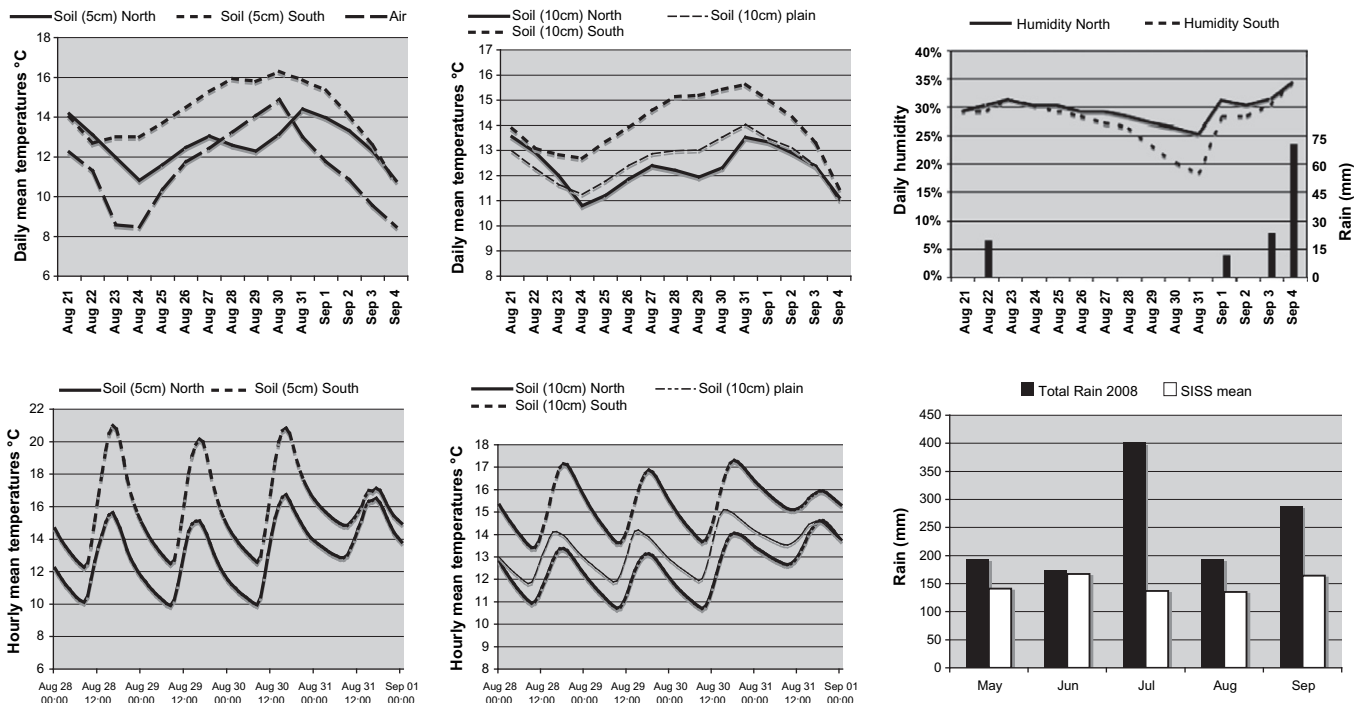 Soil (5cm) North Soil (5cm) South Air
Daily mean temperatures °C
18
16
14
12
10
8
6
Aug 21
Aug 22
Aug 23
Aug 24
Aug 25
Aug 26
Aug 27
Aug 28
Aug 29
Aug 30
Aug 31
Sep 1
Sep 2
Sep 3
Sep 4
Soil (10cm) North Soil (10cm) plain
Soil (10cm) South
Daily mean temperatures °C
17
16
15
14
13
12
11
10
9
8
Aug 21
Aug 22
Aug 23
Aug 24
Aug 25
Aug 26
Aug 27
Aug 28
Aug 29
Aug 30
Aug 31
Sep 1
Sep 2
Sep 3
Sep 4
Humidity North Humidity South
Daily humidity
40%
35%
30%
25%
20%
15%
10%
5%
0%
75
60
45
30
15
0
Rain (mm)
Aug 21
Aug 22
Aug 23
Aug 24
Aug 25
Aug 26
Aug 27
Aug 28
Aug 29
Aug 30
Aug 31
Sep 1
Sep 2
Sep 3
Sep 4
Soil (5cm) North Soil (5cm) South
Hourly mean temperatures °C
22
20
18
16
14
12
10
8
6
Aug 28 Aug 28 Aug 29 Aug 29 Aug 30 Aug 30 Aug 31 Aug 31 Sep 01
00:00 12:00 00:00 12:00 00:00 12:00 00:00 12:00 00:00
Soil (10cm) North Soil (10cm) plain
Soil (10cm) South
Hourly mean temperatures °C
18
17
16
15
14
13
12
11
10
9
8
Aug 28 Aug 28 Aug 29 Aug 29 Aug 30 Aug 30 Aug 31 Aug 31 Sep 01
00:00 12:00 00:00 12:00 00:00 12:00 00:00 12:00 00:00
Total Rain 2008 SISS mean
Rain (mm)
450
400
350
300
250
200
150
100
50
0
May Jun Jul Aug Sep